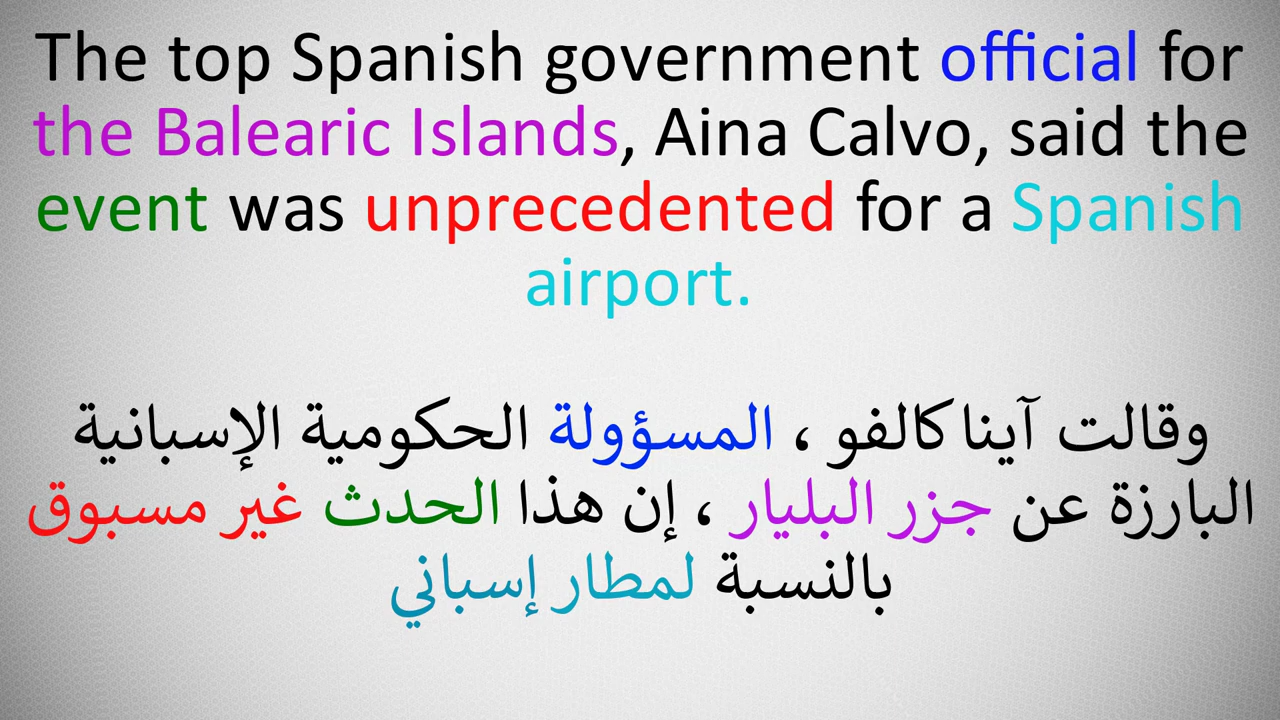 The top Spanish government official for
the Balearic Islands, Aina Calvo, said the
event was unprecedented for a Spanish
airport.
وقالت آينا كالفو ، المسؤولة الحكومية الإسبانية
البارزة عن جزر البليار ، إن هذا الحدث غير مسبوق
بالنسبة لمطار إسباني